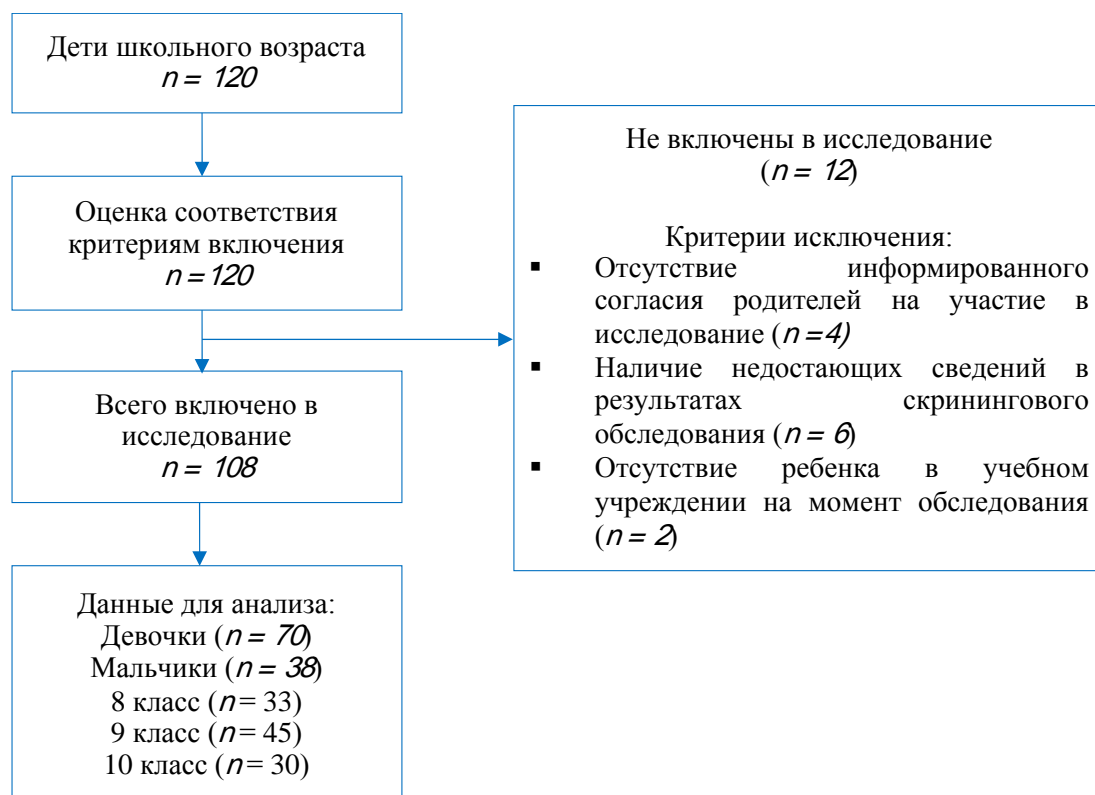 Дети школьного возраста
n = 120
Оценка соответствия
критериям включения
n =120
Всего включено в
исследование
n = 108
Данные для анализа:
Девочки (n = 70)
Мальчики (n = 38)
8 класс (n = 33)
9 класс (n = 45)
10 класс (n = 30)
Не включены в исследование
(n = 12)
Критерии исключения:
▪ Отсутствие информированного
согласия родителей на участие в
исследование (n =4)
▪ Наличие недостающих сведений в
результатах скринингового
обследования (n = 6)
▪ Отсутствие ребенка в учебном
учреждении на момент обследования
(n = 2)